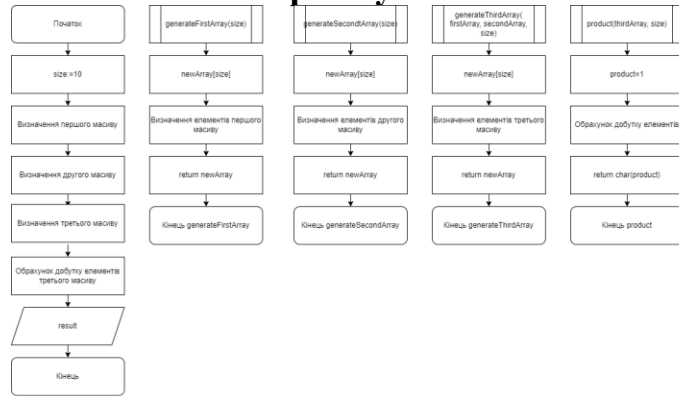 Початок
size:=10
Визначення першого масиву
Визначення другого масиву
Визначення третього масиву
Обрахунок добутку елементів
третього масиву
result
Кінець
generateFirstArray(size)
newArray[size]
Визначення елементів першого
масиву
return newArray
Кінець generateFirstArray
generateSecondtArray(size)
newArray[size]
Визначення елементів другого
масиву
return newArray
Кінець generateSecondArray
generateThirdArray(
firstArray, secondArray,
size)
newArray[size]
Визначення елементів третього
масиву
return newArray
Кінець generateThirdArray
product(thirdArray, size)
product=1
Обрахунок добутку елементів
return char(product)
Кінець product